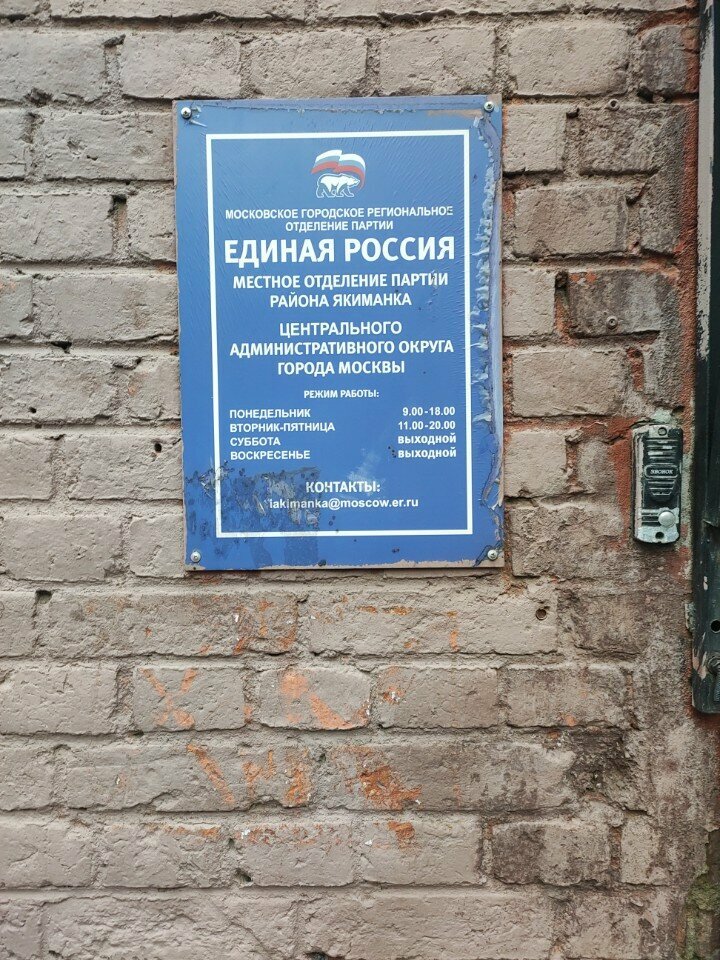 МОСКОВСКОЕ ГОРОДСКОЕ РЕГИОНАЛЬНОЕ
ОТДЕЛЕНИЕ ПАРТИИ
ЕДИНАЯ РОССИЯ
МЕСТНОЕ ОТДЕЛЕНИЕ ПАРТИИ
РАЙОНА ЯКИМАНКА
ЦЕНТРАЛЬНОГО
АДМИНИСТРАТИВНОГО ОКРУГА
ГОРОДА МОСКВЫ
РЕЖИМ РАБОТЫ:
ПОНЕДЕЛЬНИК 9.00-18.00
ВТОРНИК-ПЯТНИЦА 11.00-20.00
СУББОТА ВЫХОДНОЙ
ВОСКРЕСЕНЬЕ ВЫХОДНОЙ
КОНТАКТЫ:
iakimanka@moscow.er.ru
ЗВОНОК